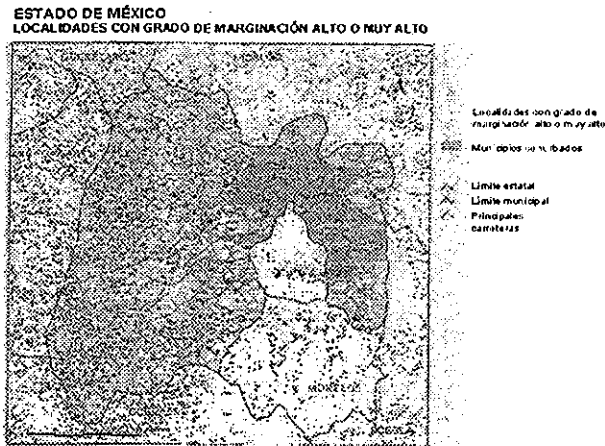 ESTADO DE MÉXICO
LOCALIDADES CON GRADO DE MARGINACIÓN ALTO O MUY ALTO
Localidades con grado de
marginación alto o muy alto
Municipios conurbados
Límite estatal
Límite municipal
Principales
carreteras
MORELOS